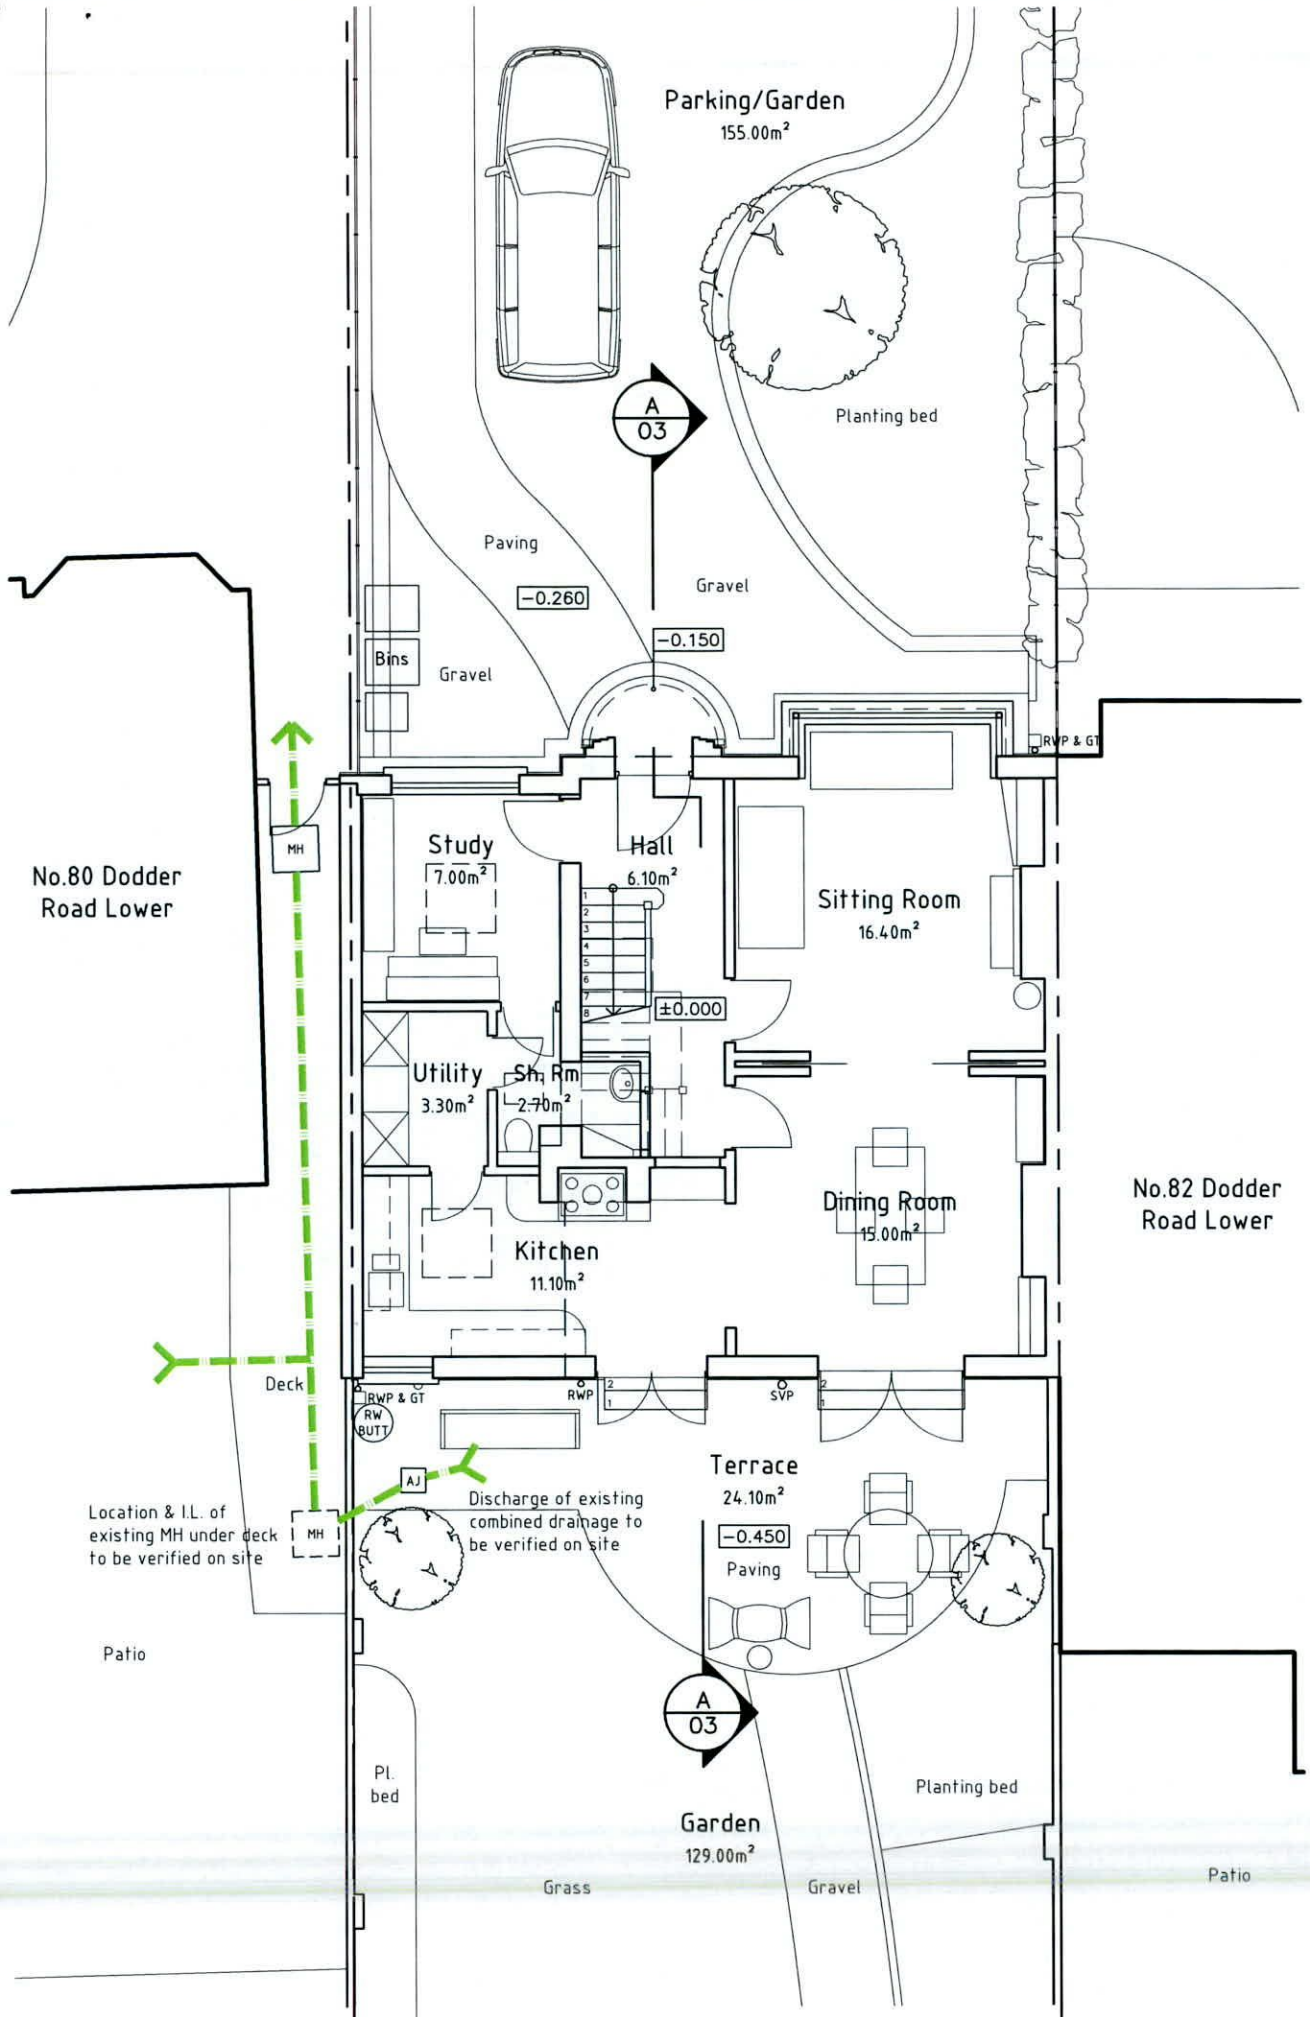 Parking/Garden
155.00m²
A
03
Planting bed
Paving
-0.260
Gravel
-0.150
Bins
Gravel
RWP & GT
MH
No.80 Dodder
Road Lower
Study
7.00m²
Hall
6.10m²
1
2
3
4
5
6
7
8
Sitting Room
16.40m²
±0.000
Utility
3.30m²
Sh. Rm
2.70m²
Dining Room
15.00m²
No.82 Dodder
Road Lower
Kitchen
11.10m²
Deck
RWP & GT
RW
BUTT
RWP
2
1
SVP
2
1
AJ
Terrace
24.10m²
-0.450
Paving
Location & I.L. of
existing MH under deck
to be verified on site
MH
Discharge of existing
combined drainage to
be verified on site
Patio
A
03
Pl.
bed
Planting bed
Garden
129.00m²
Grass
Gravel
Patio